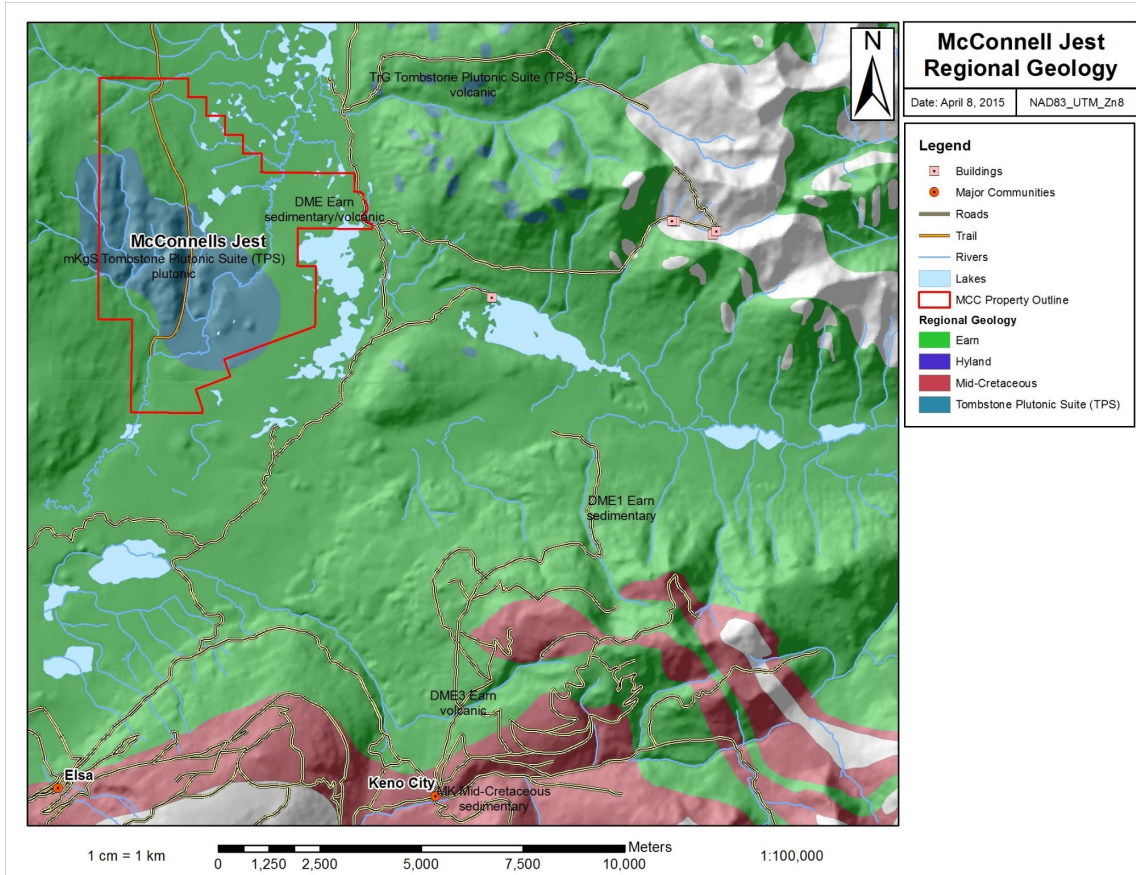 McConnell Jest
Regional Geology
Date: April 8, 2015
NAD83_UTM_Zn8
N
TrG Tombstone Plutonic Suite (TPS)
volcanic
DME Earn
sedimentary/volcanic
McConnells Jest
mKgS Tombstone Plutonic Suite (TPS)
plutonic
DME1 Earn
sedimentary
DME3 Earn
volcanic
Elsa
Keno City
MK Mid-Cretaceous
sedimentary
Legend
Buildings
Major Communities
Roads
Trail
Rivers
Lakes
MCC Property Outline
Regional Geology
Earn
Hyland
Mid-Cretaceous
Tombstone Plutonic Suite (TPS)
1 cm = 1 km
Meters
0 1,250 2,500 5,000 7,500 10,000
1:100,000